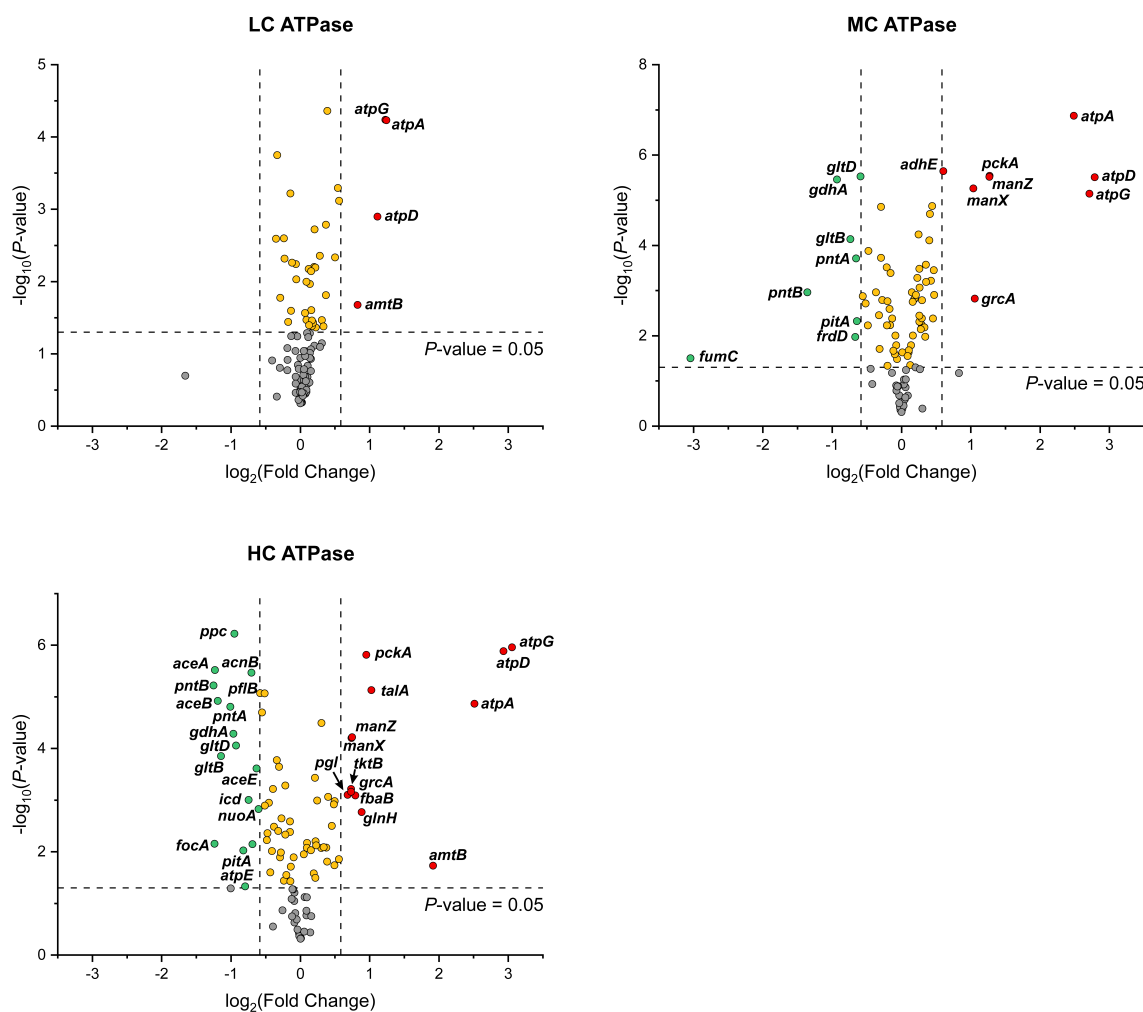 LC ATPase
5
4
3
2
1
0
-log10(P-value)
atpG
atpA
atpD
amtB
P-value = 0.05
-3 -2 -1 0 1 2 3
log2(Fold Change)
MC ATPase
8
6
4
2
0
-log10(P-value)
atpA
gltD
adhE
pckA
gdhA
manZ
atpD
manX
atpG
gltB
pntA
pntB
grcA
pitA
frdD
fumC
P-value = 0.05
-3 -2 -1 0 1 2 3
log2(Fold Change)
HC ATPase
6
4
2
0
-log10(P-value)
ppc
atpG
pckA
atpD
aceA
acnB
pntB
pflB
talA
aceB
atpA
pntA
gdhA
manZ
gltD
manX
gltB
pgl
tktB
aceE
grcA
icd
fbaB
nuoA
glnH
focA
pitA
amtB
atpE
P-value = 0.05
-3 -2 -1 0 1 2 3
log2(Fold Change)